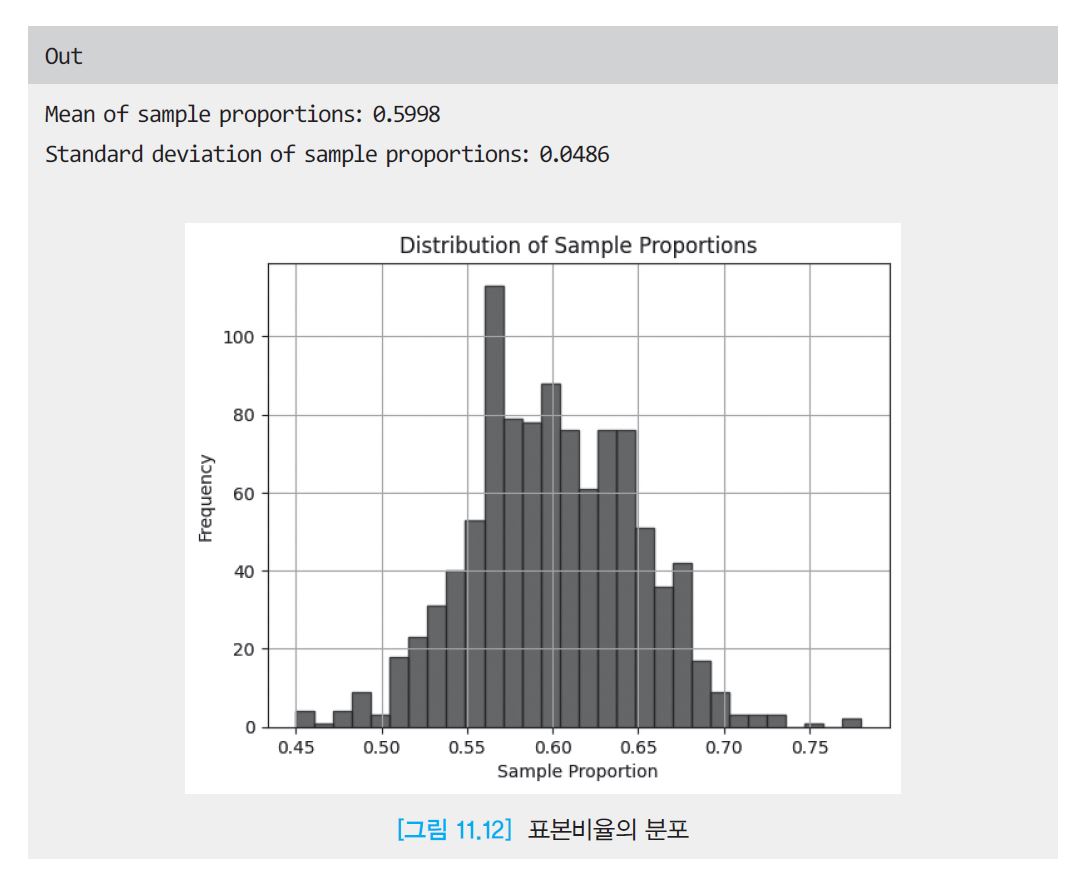 Out
Mean of sample proportions: 0.5998
Standard deviation of sample proportions: 0.0486
Distribution of Sample Proportions
100
80
60
40
20
0
Frequency
0.45 0.50 0.55 0.60 0.65 0.70 0.75
Sample Proportion
[그림 11.12] 표본비율의 분포